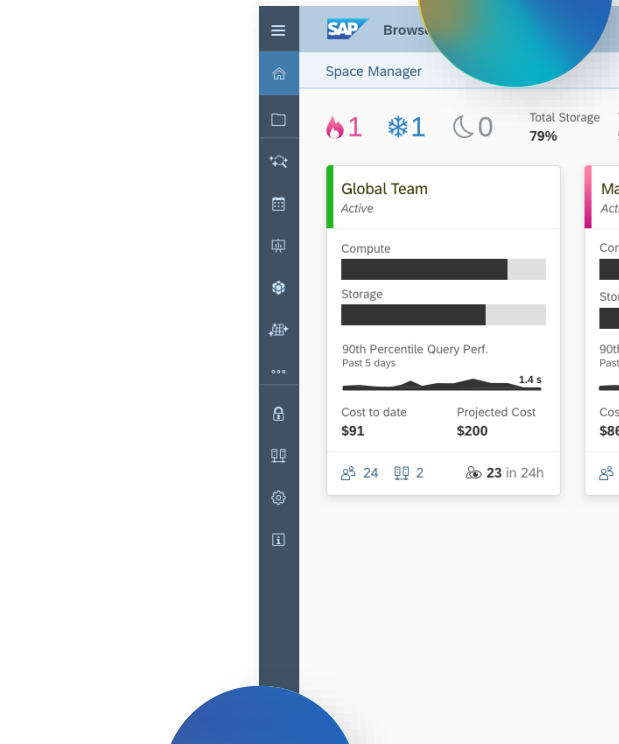 SAP
Space Manager
1 1 0
Total Storage
79%
Global Team
Active
Compute
Storage
90th Percentile Query Perf.
Past 5 days
1.4 s
Cost to date Projected Cost
$91 $200
24 2 23 in 24h